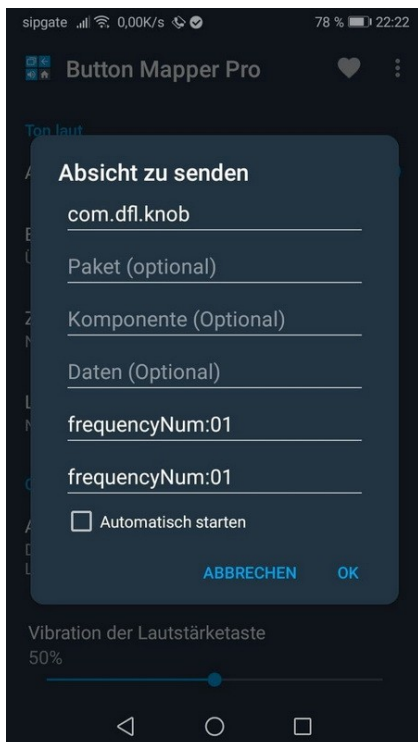 sipgate 0,00K/s 78 % 22:22
Button Mapper Pro
Ton laut
Absicht zu senden
com.dfl.knob
Paket (optional)
Komponente (Optional)
Daten (Optional)
frequencyNum:01
frequencyNum:01
Automatisch starten
ABBRECHEN OK
Vibration der Lautstärketaste
50%